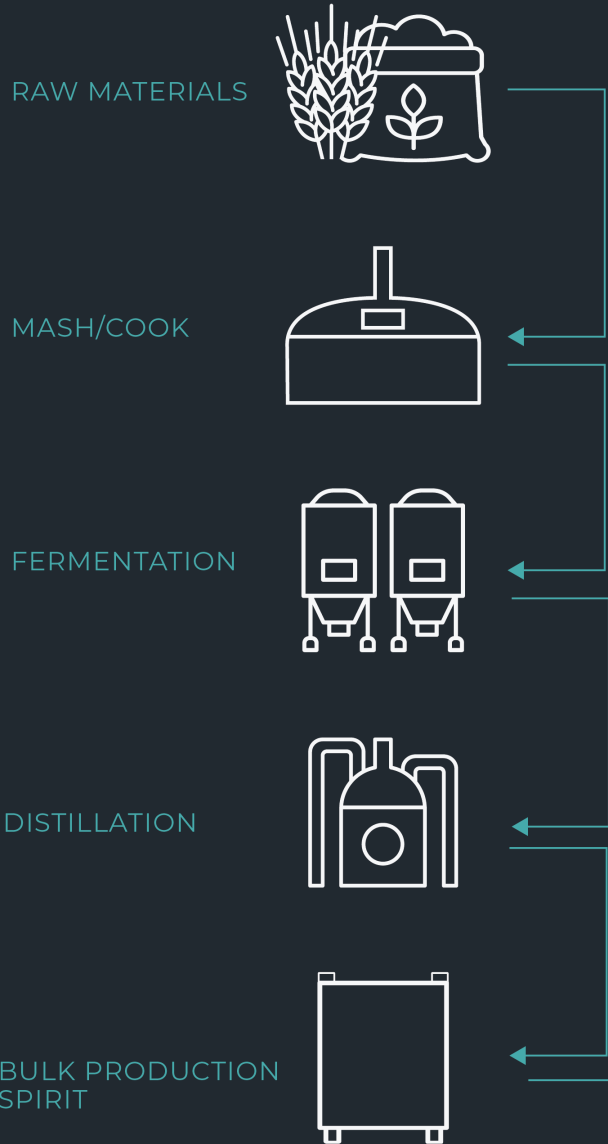 RAW MATERIALS
MASH/COOK
FERMENTATION
DISTILLATION
BULK PRODUCTION
SPIRIT